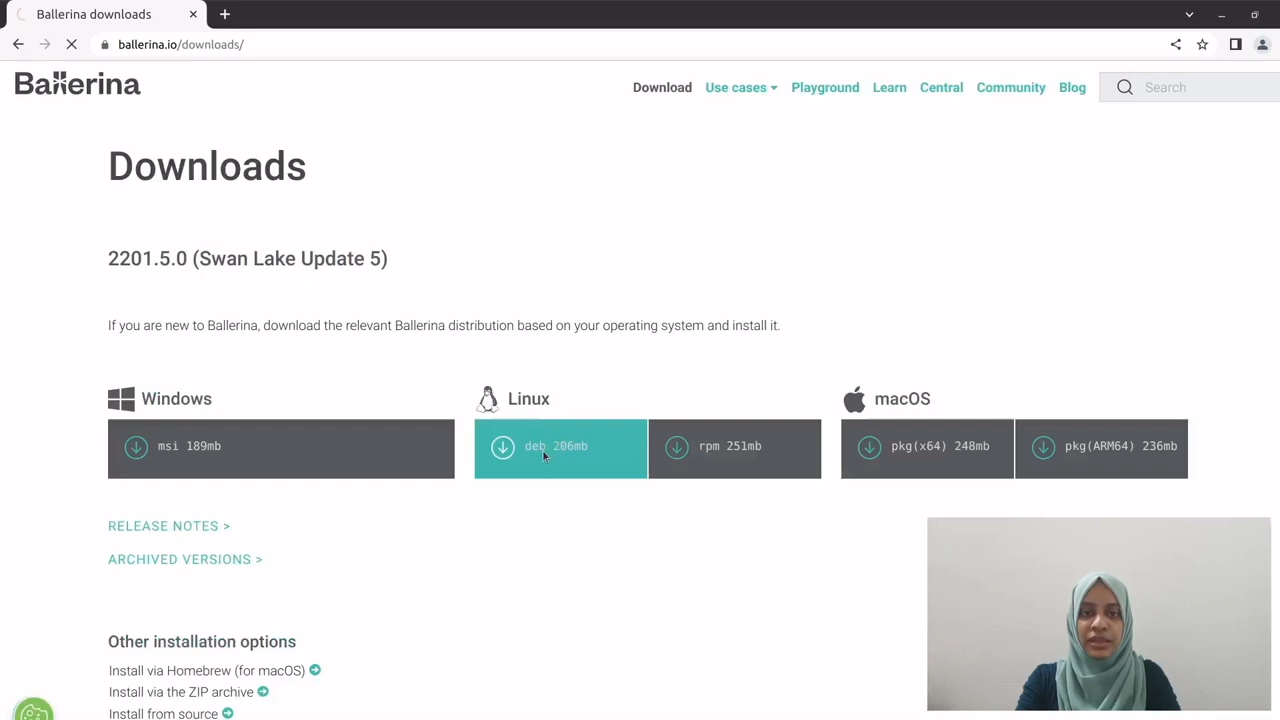 Ballerina downloads
ballerina.io/downloads/
Ballerina
Download Use cases Playground Learn Central Community Blog Search
Downloads
2201.5.0 (Swan Lake Update 5)
If you are new to Ballerina, download the relevant Ballerina distribution based on your operating system and install it.
Windows Linux macOS
msi 189mb deb 206mb rpm 251mb pkg(x64) 248mb pkg(ARM64) 236mb
RELEASE NOTES >
ARCHIVED VERSIONS >
Other installation options
Install via Homebrew (for macOS)
Install via the ZIP archive
Install from source